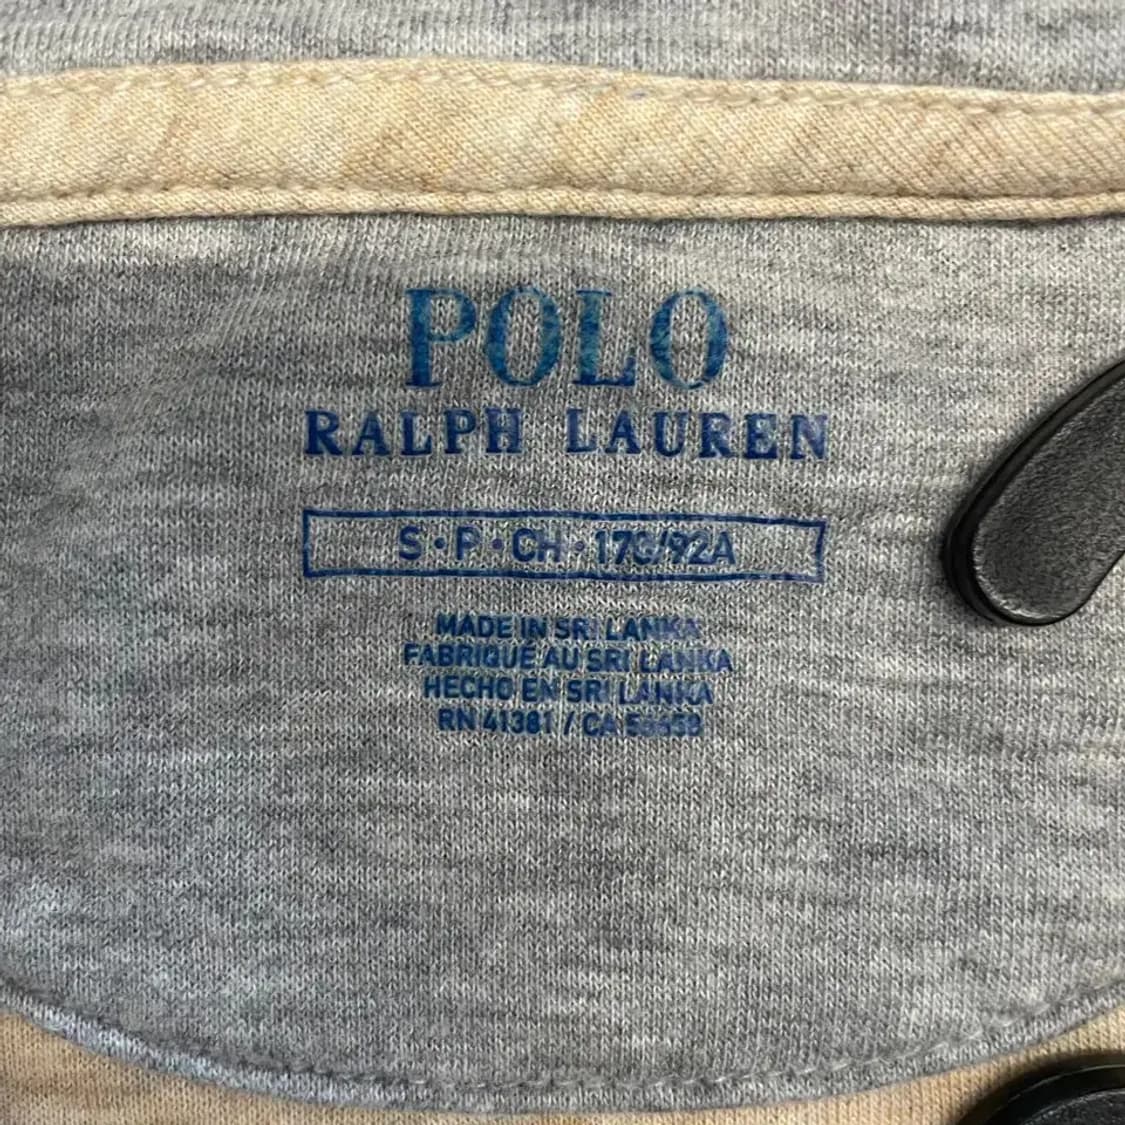 POLO
RALPH LAUREN
S•P•CH•170/92A
MADE IN SRI LANKA
FABRIQUÉ AU SRI LANKA
HECHO EN SRI LANKA
RN 41381 / CA